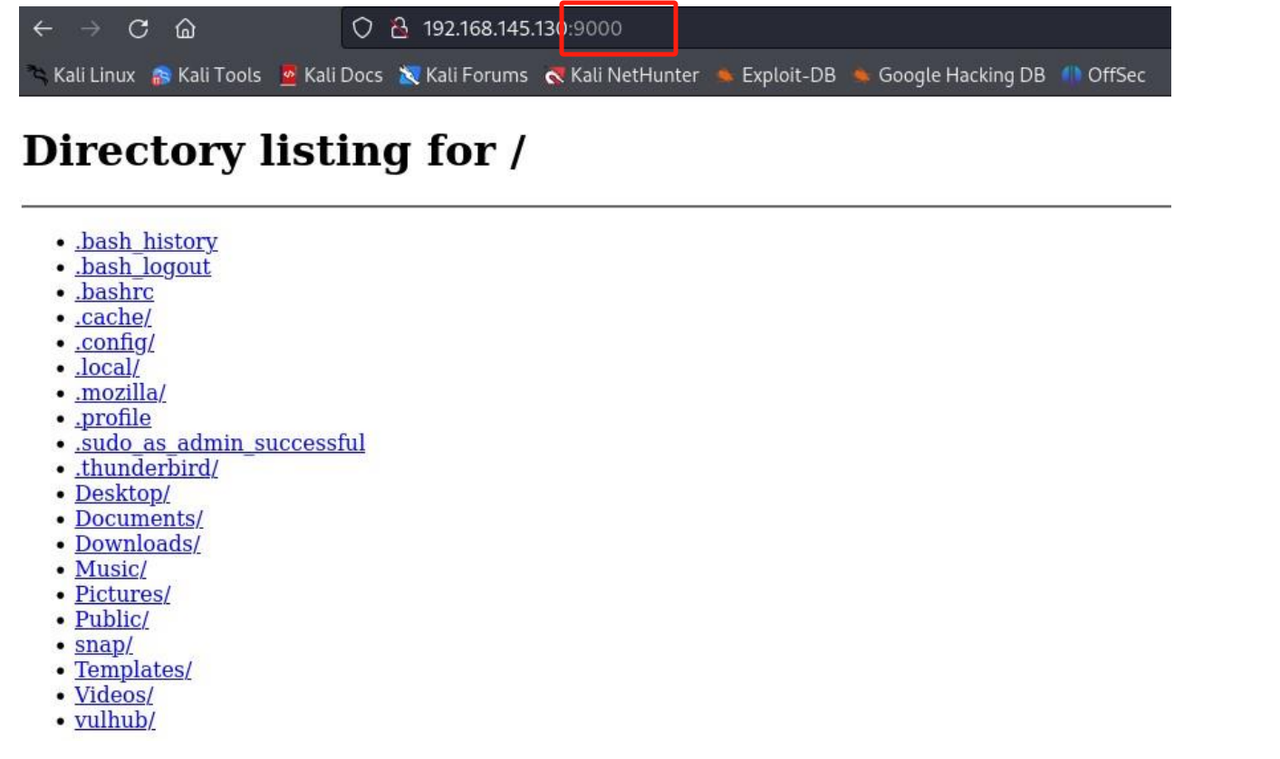 192.168.145.130:9000
Kali Linux Kali Tools Kali Docs Kali Forums Kali NetHunter Exploit-DB Google Hacking DB OffSec
Directory listing for /
.bash_history
.bash_logout
.bashrc
.cache/
.config/
.local/
.mozilla/
.profile
.sudo_as_admin_successful
.thunderbird/
Desktop/
Documents/
Downloads/
Music/
Pictures/
Public/
snap/
Templates/
Videos/
vulhub/